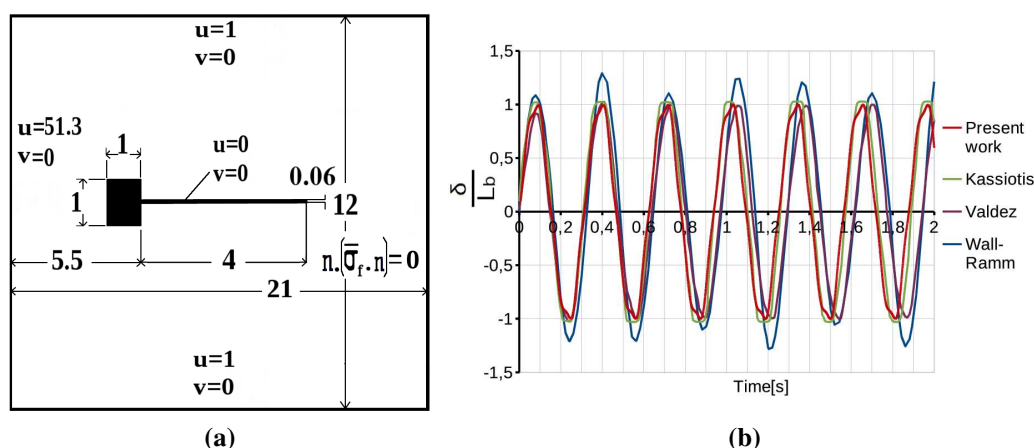 u=1
v=0
u=51.3
v=0
1
1
u=0
v=0
0.06
12
5.5
4
n.(σ̅f.n)=0
21
u=1
v=0
(a)
1,5
1
0,5
0
-0,5
-1
-1,5
δ
Lb
0 0,2 0,4 0,6 0,8 1 1,2 1,4 1,6 1,8 2
Time[s]
Present
work
Kassiotis
Valdez
Wall-
Ramm
(b)